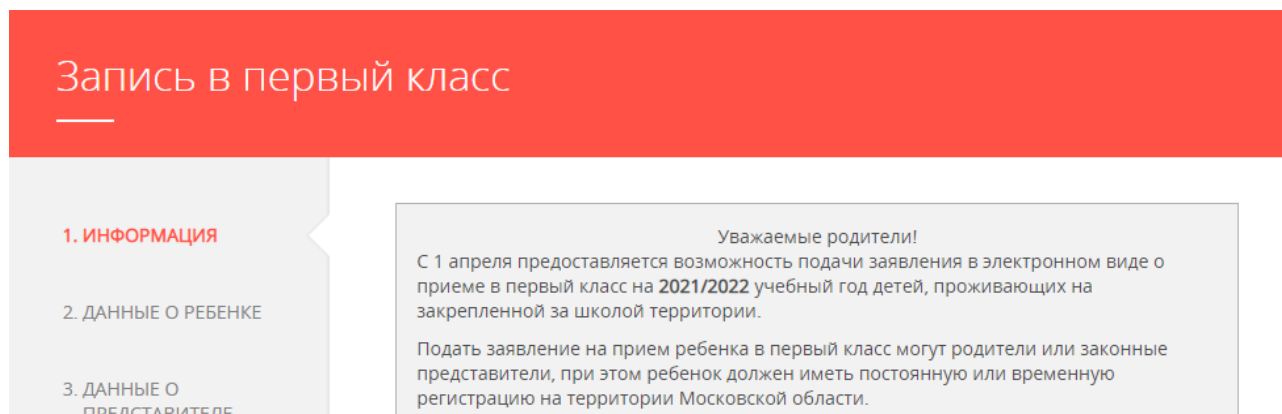 Запись в первый класс
1. ИНФОРМАЦИЯ
2. ДАННЫЕ О РЕБЕНКЕ
3. ДАННЫЕ О
ПРЕДСТАВИТЕЛЕ
Уважаемые родители!
С 1 апреля предоставляется возможность подачи заявления в электронном виде о
приеме в первый класс на 2021/2022 учебный год детей, проживающих на
закрепленной за школой территории.
Подать заявление на прием ребенка в первый класс могут родители или законные
представители, при этом ребенок должен иметь постоянную или временную
регистрацию на территории Московской области.